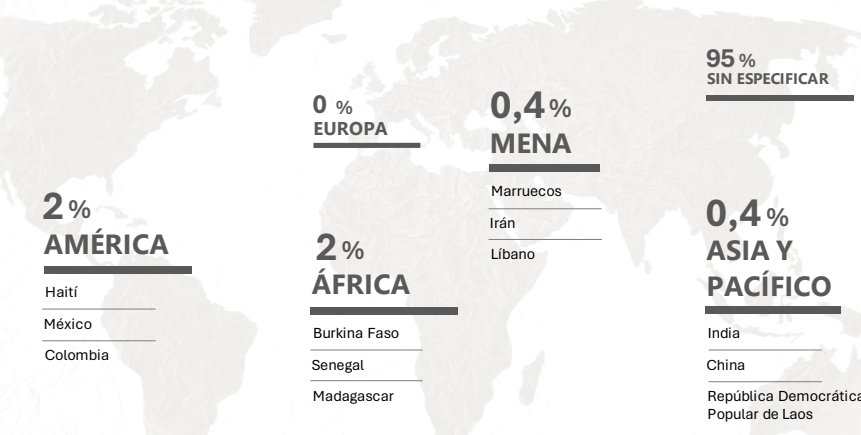 2 %
AMÉRICA
Haití
México
Colombia
0 %
EUROPA
2 %
ÁFRICA
Burkina Faso
Senegal
Madagascar
0,4 %
MENA
Marruecos
Irán
Líbano
95 %
SIN ESPECIFICAR
0,4 %
ASIA Y
PACÍFICO
India
China
República Democrática
Popular de Laos